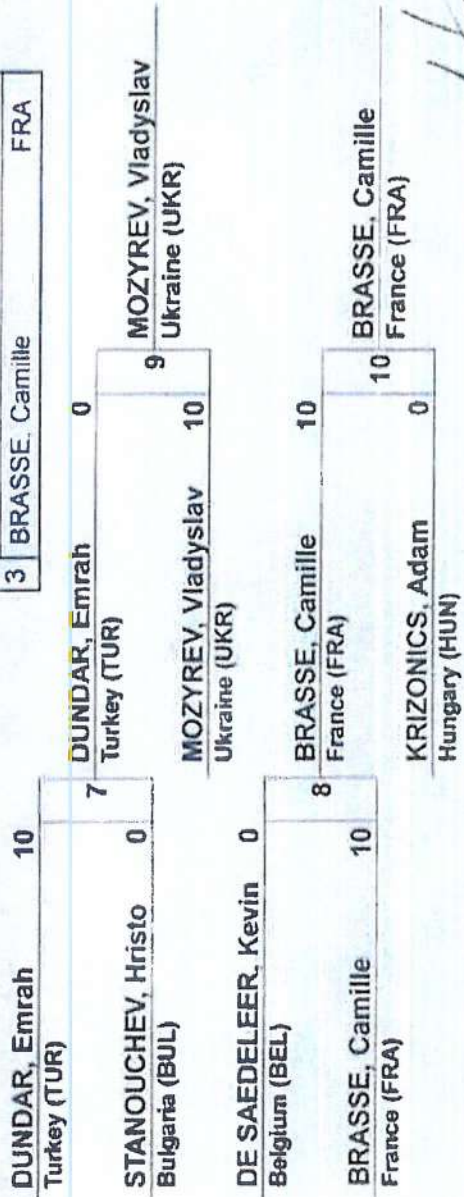 3 BRASSE, Camille FRA
DUNDAR, Emrah 10
Turkey (TUR)
7
STANOUCHEV, Hristo 0
Bulgaria (BUL)
DUNDAR, Emrah 0
Turkey (TUR)
9
MOZYREV, Vladyslav 10
Ukraine (UKR)
MOZYREV, Vladyslav
Ukraine (UKR)
DE SAEDELEER, Kevin 0
Belgium (BEL)
8
BRASSE, Camille 10
France (FRA)
BRASSE, Camille 10
France (FRA)
10
KRIZONICS, Adam 0
Hungary (HUN)
BRASSE, Camille
France (FRA)